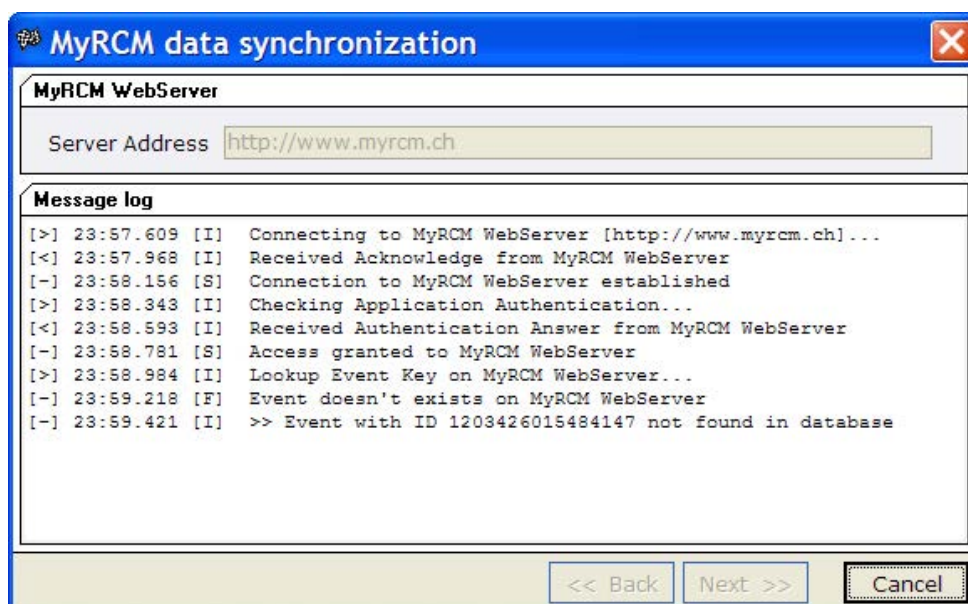 MyRCM data synchronization
MyRCM WebServer
Server Address http://www.myrcm.ch
Message log
[>] 23:57.609 [I] Connecting to MyRCM WebServer [http://www.myrcm.ch]...
[<] 23:57.968 [I] Received Acknowledge from MyRCM WebServer
[-] 23:58.156 [S] Connection to MyRCM WebServer established
[>] 23:58.343 [I] Checking Application Authentication...
[<] 23:58.593 [I] Received Authentication Answer from MyRCM WebServer
[-] 23:58.781 [S] Access granted to MyRCM WebServer
[>] 23:58.984 [I] Lookup Event Key on MyRCM WebServer...
[-] 23:59.218 [F] Event doesn't exists on MyRCM WebServer
[-] 23:59.421 [I] >> Event with ID 1203426015484147 not found in database
<< Back Next >> Cancel